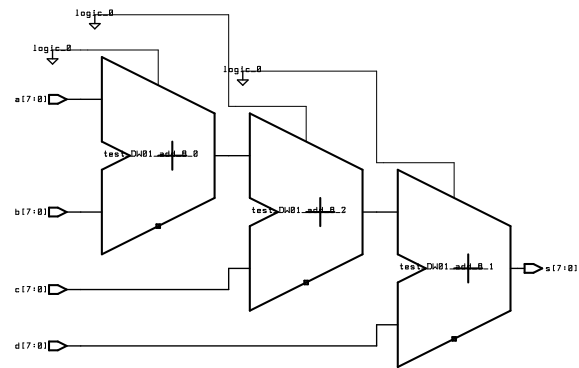 logic_0
logic_0
logic_0
a[7:0]
test_DW01_add_8_0
b[7:0]
test_DW01_add_8_2
test_DW01_add_8_1
s[7:0]
c[7:0]
d[7:0]